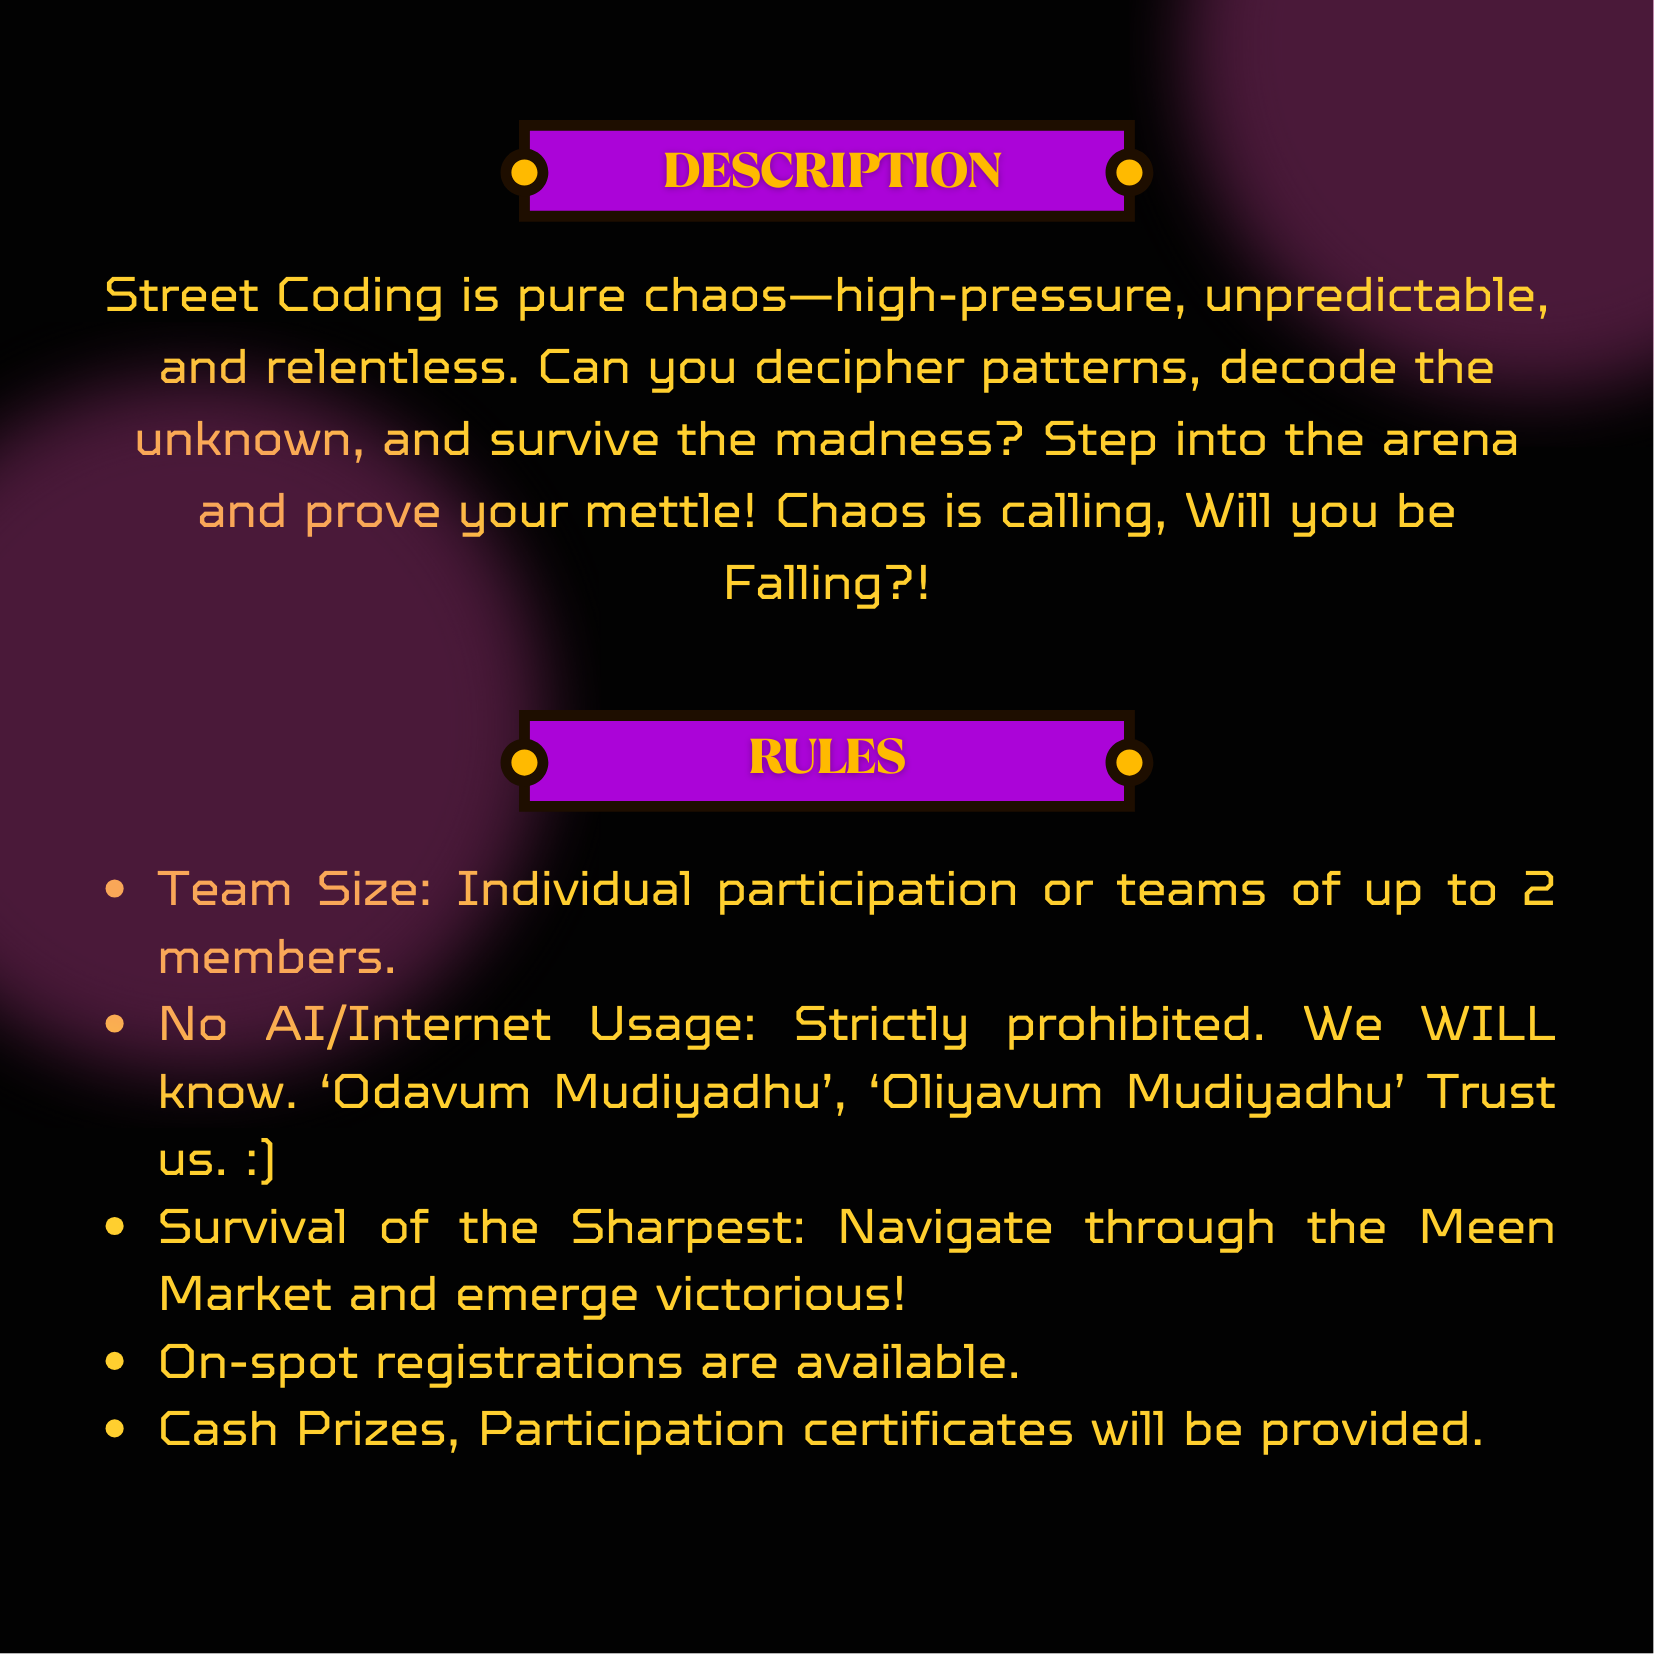 DESCRIPTION
Street Coding is pure chaos—high-pressure, unpredictable,
and relentless. Can you decipher patterns, decode the
unknown, and survive the madness? Step into the arena
and prove your mettle! Chaos is calling, Will you be
Falling?!
RULES
• Team Size: Individual participation or teams of up to 2
members.
• No AI/Internet Usage: Strictly prohibited. We WILL
know. ‘Odavum Mudiyadhu’, ‘Oliyavum Mudiyadhu’ Trust
us. :)
• Survival of the Sharpest: Navigate through the Meen
Market and emerge victorious!
• On-spot registrations are available.
• Cash Prizes, Participation certificates will be provided.